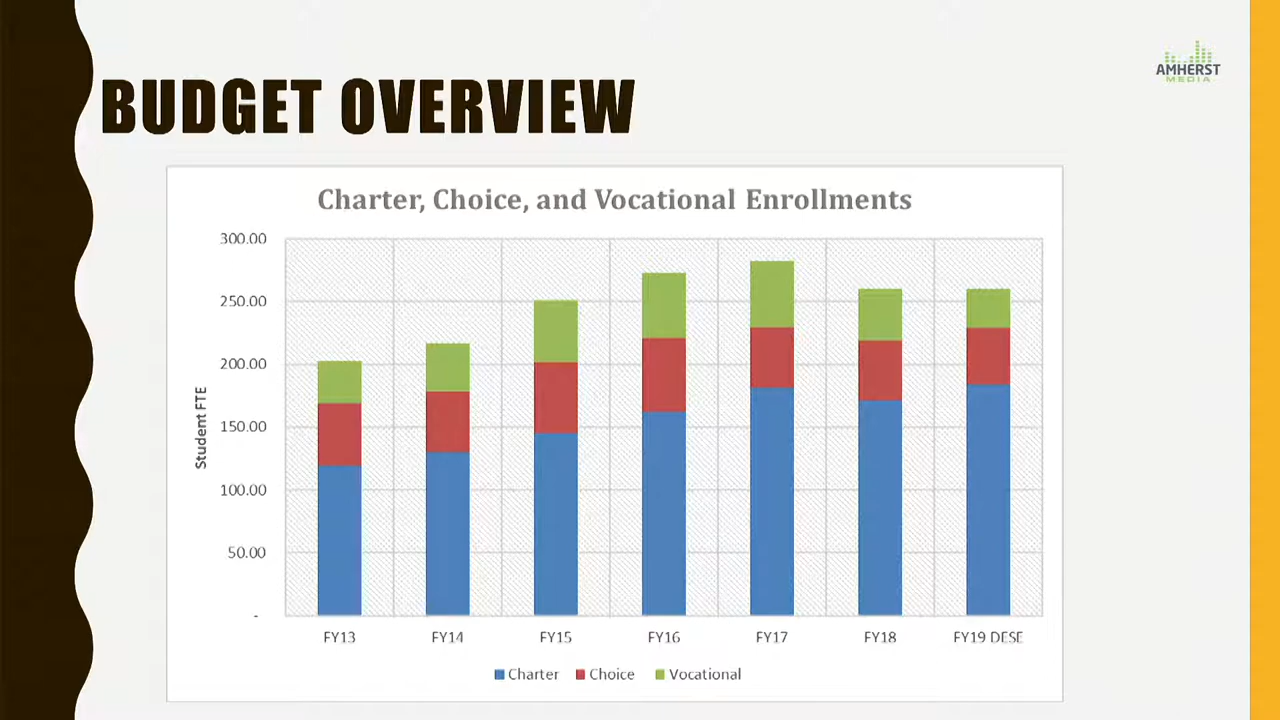 BUDGET OVERVIEW
AMHERST
MEDIA
Charter, Choice, and Vocational Enrollments
300.00
250.00
200.00
150.00
100.00
50.00
-
Student FTE
FY13 FY14 FY15 FY16 FY17 FY18 FY19 DESE
Charter Choice Vocational